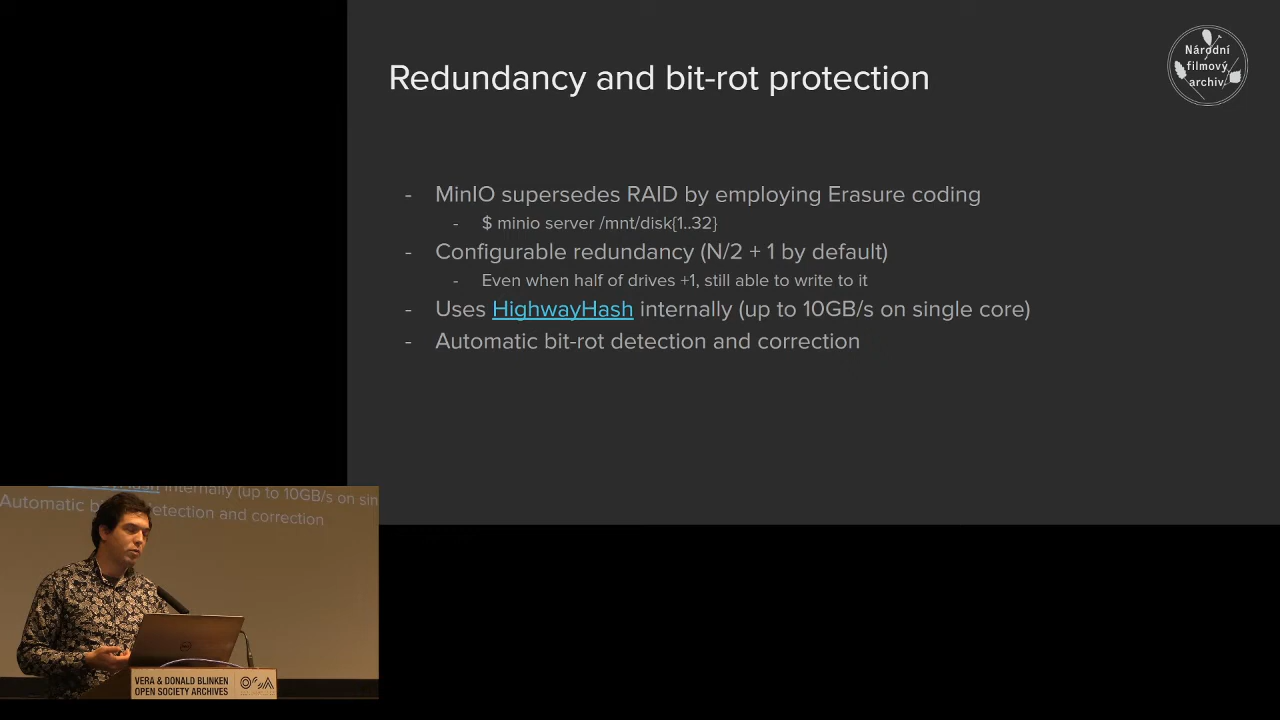 Redundancy and bit-rot protection
Národní
filmový
archiv
- MinIO supersedes RAID by employing Erasure coding
- $ minio server /mnt/disk{1..32}
- Configurable redundancy (N/2 + 1 by default)
- Even when half of drives +1, still able to write to it
- Uses HighwayHash internally (up to 10GB/s on single core)
- Automatic bit-rot detection and correction
internally (up to 10GB/s on sin
Automatic b
etection and correction
VERA & DONALD BLINKEN
OPEN SOCIETY ARCHIVES